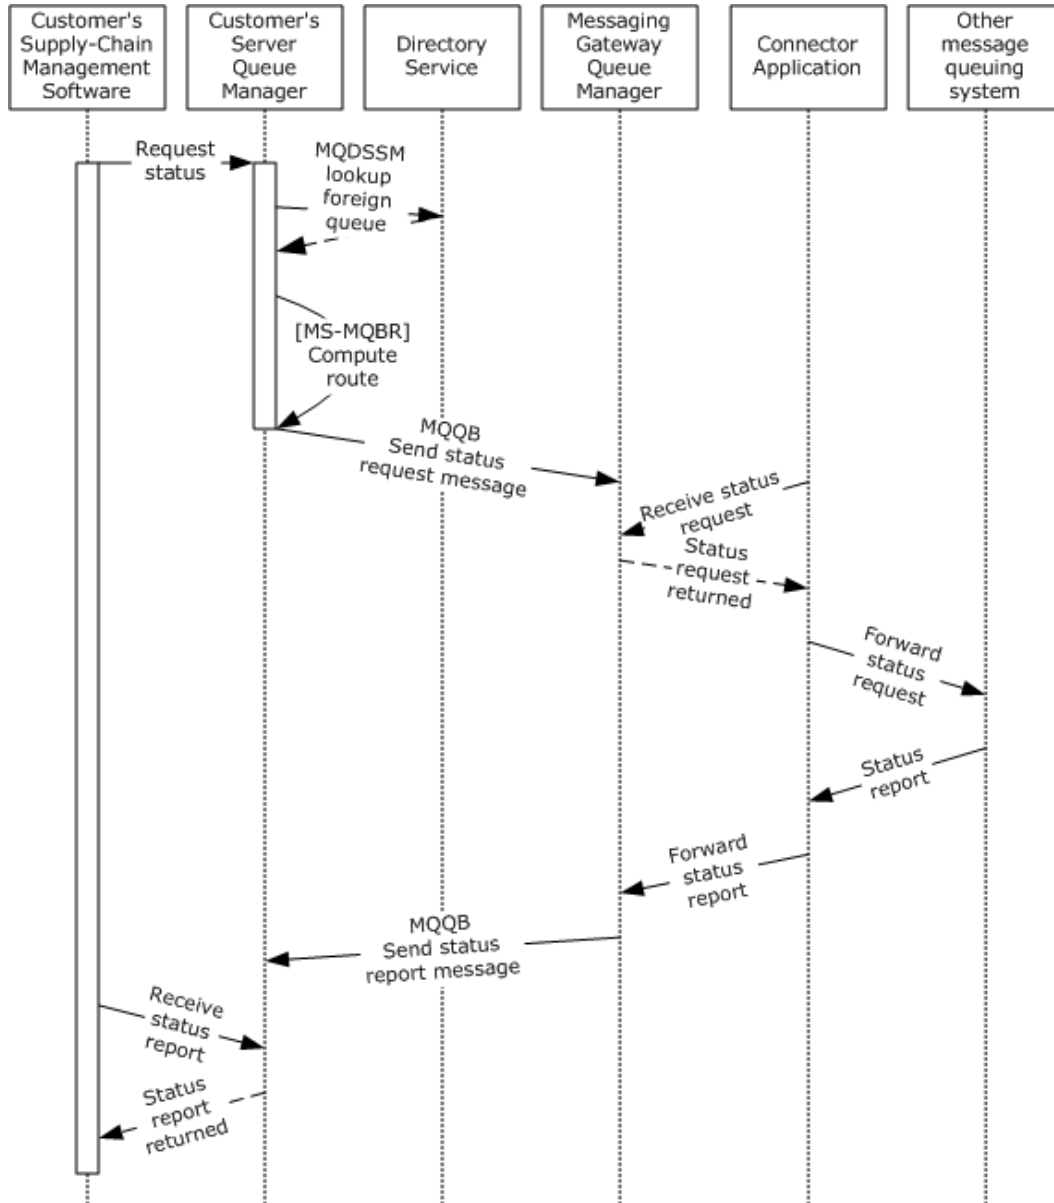 Customer's
Supply-Chain
Management
Software
Customer's
Server
Queue
Manager
Directory
Service
Messaging
Gateway
Queue
Manager
Connector
Application
Other
message
queuing
system
Request
status
MQDSSM
lookup
foreign
queue
[MS-MQBR]
Compute
route
MQQB
Send status
request message
Receive status
request
Status
request
returned
Forward
status
request
Status
report
Forward
status
report
MQQB
Send status
report message
Receive
status
report
Status
report
returned